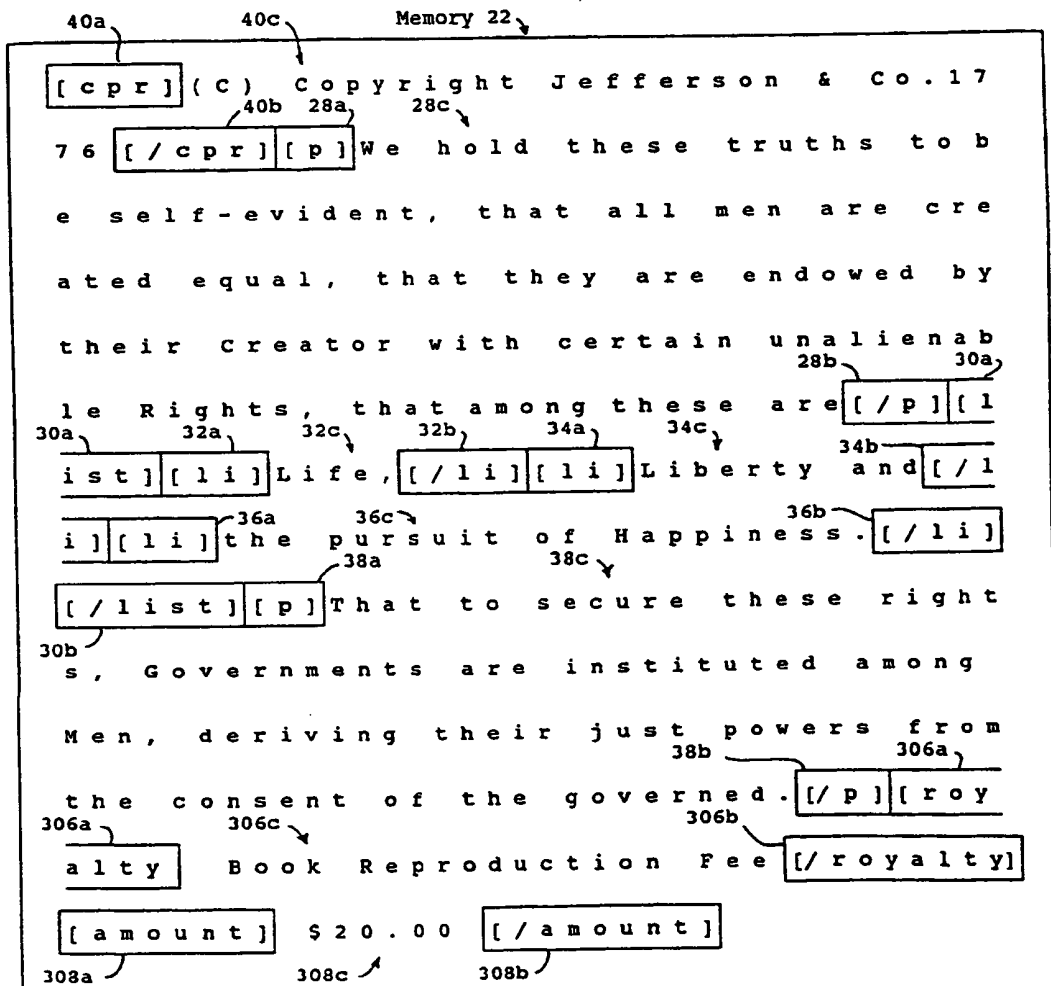 40a 40c Memory 22
[cpr](C) Copyright Jefferson & Co.17
40b 28a 28c
76 [/cpr][p]We hold these truths to b
e self-evident, that all men are cre
ated equal, that they are endowed by
their Creator with certain unalienab
28b 30a
le Rights, that among these are[/p][l
30a 32a 32c 32b 34a 34c 34b
ist][li]Life,[/li][li]Liberty and[/l
36a 36c 36b
i][li]the pursuit of Happiness.[/li]
38a 38c
[/list][p]That to secure these right
30b
s, Governments are instituted among
Men, deriving their just powers from
38b 306a
the consent of the governed.[/p][roy
306a 306c 306b
alty Book Reproduction Fee[/royalty]
[amount] $20.00 [/amount]
308a 308c 308b